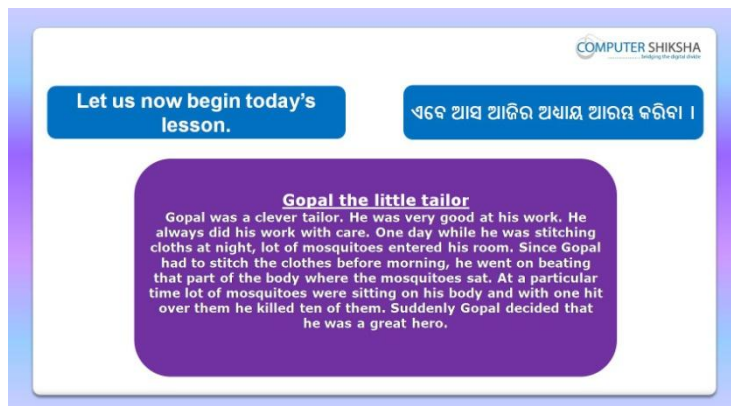 COMPUTER SHIKSHA
bridging the digital divide
Let us now begin today's
lesson.
ଏବେ ଆସ ଆଜିର ଅଧ୍ୟାୟ ଆରମ୍ଭ କରିବା ।
Gopal the little tailor
Gopal was a clever tailor. He was very good at his work. He
always did his work with care. One day while he was stitching
cloths at night, lot of mosquitoes entered his room. Since Gopal
had to stitch the clothes before morning, he went on beating
that part of the body where the mosquitoes sat. At a particular
time lot of mosquitoes were sitting on his body and with one hit
over them he killed ten of them. Suddenly Gopal decided that
he was a great hero.